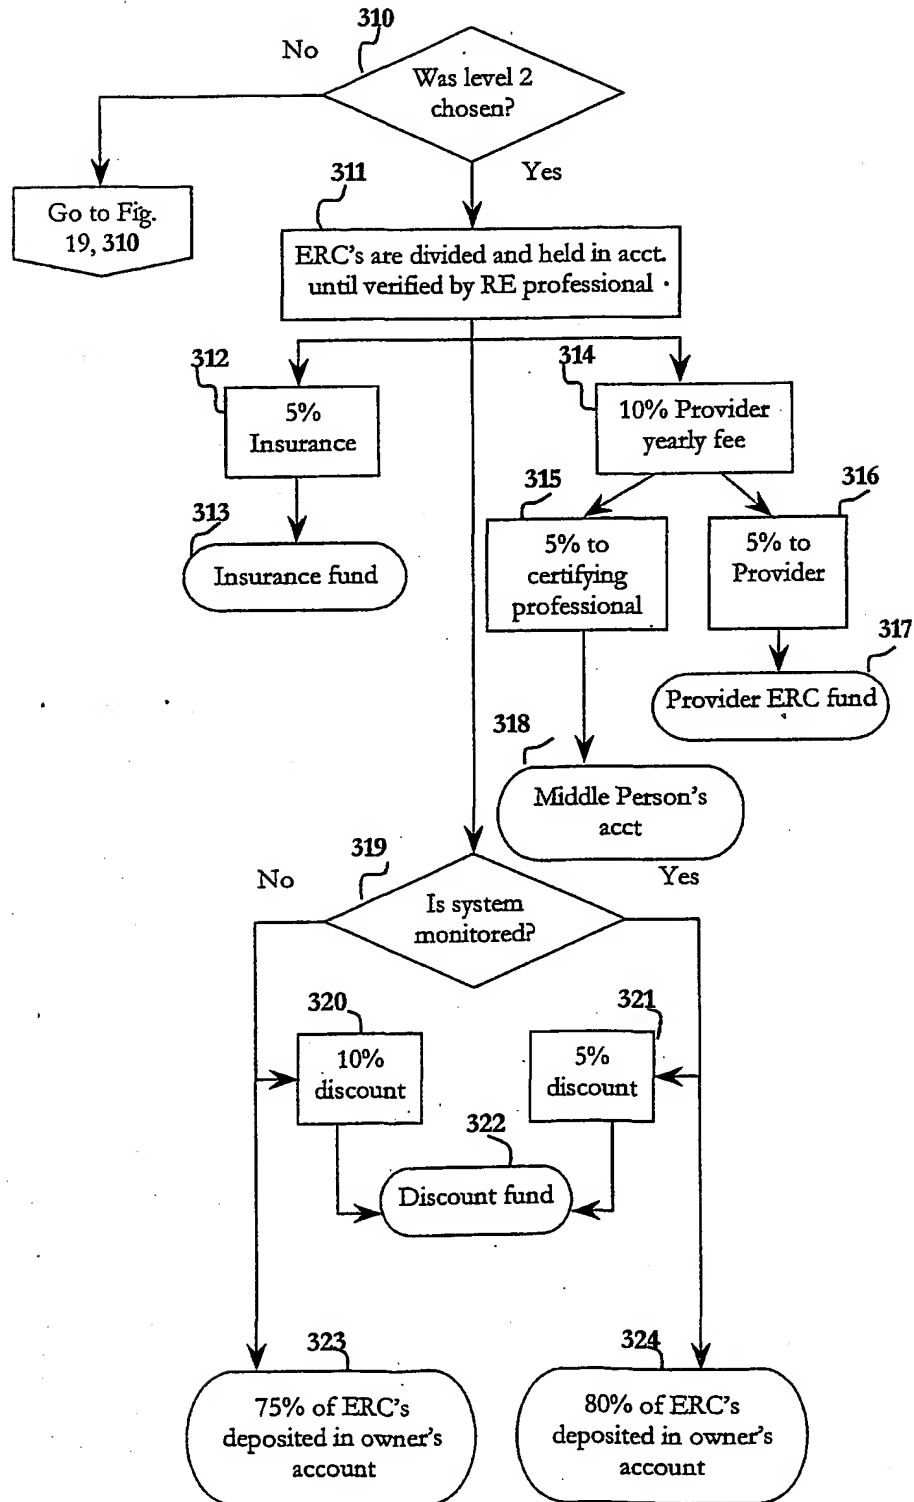 310
No
Was level 2
chosen?
Yes
311
Go to Fig.
19, 310
ERC's are divided and held in acct.
until verified by RE professional
312
5%
Insurance
314
10% Provider
yearly fee
315
316
313
Insurance fund
5% to
certifying
professional
5% to
Provider
317
Provider ERC fund
318
Middle Person's
acct
319
No
Yes
Is system
monitored?
320
10%
discount
321
5%
discount
322
Discount fund
323
75% of ERC's
deposited in owner's
account
324
80% of ERC's
deposited in owner's
account